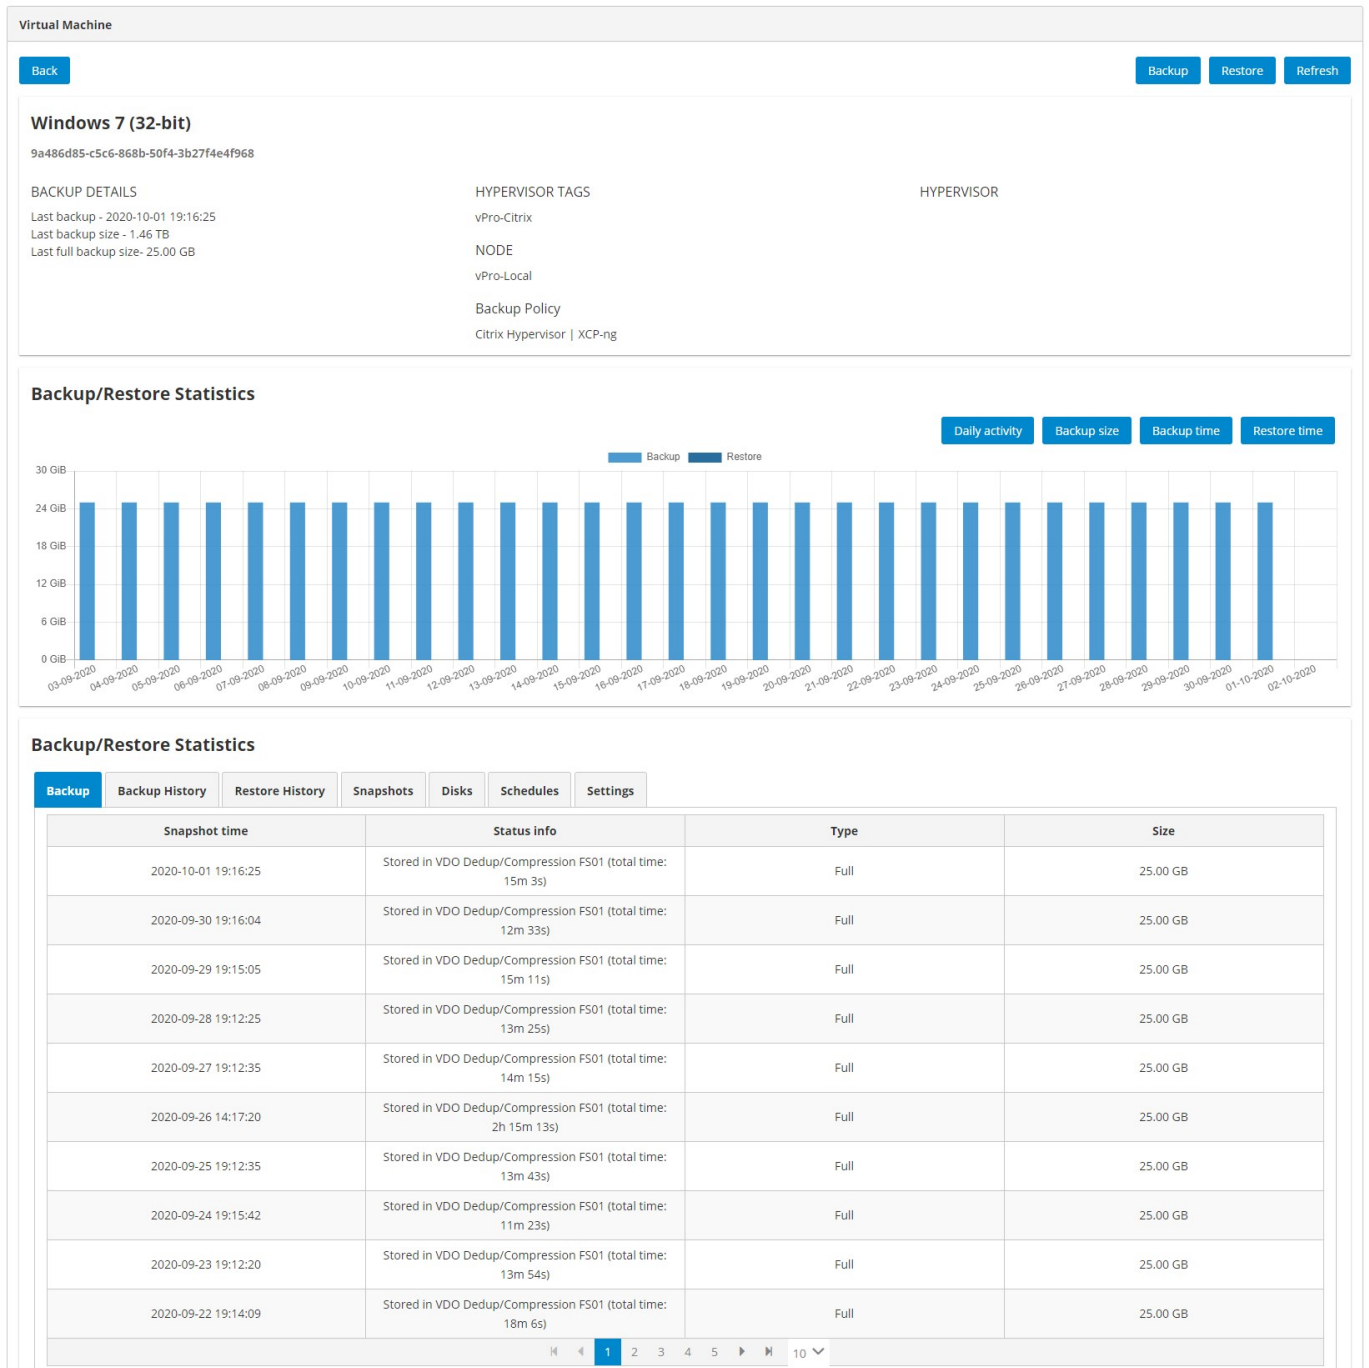 Virtual Machine
Back
Backup Restore Refresh
Windows 7 (32-bit)
9a486d85-c5c6-868b-50f4-3b27f4e4f968
BACKUP DETAILS
Last backup - 2020-10-01 19:16:25
Last backup size - 1.46 TB
Last full backup size- 25.00 GB
HYPERVISOR TAGS
vPro-Citrix
NODE
vPro-Local
Backup Policy
Citrix Hypervisor | XCP-ng
HYPERVISOR
Backup/Restore Statistics
Daily activity Backup size Backup time Restore time
Backup Restore
30 GiB
24 GiB
18 GiB
12 GiB
6 GiB
0 GiB
03-09-2020 04-09-2020 05-09-2020 06-09-2020 07-09-2020 08-09-2020 09-09-2020 10-09-2020 11-09-2020 12-09-2020 13-09-2020 14-09-2020 15-09-2020 16-09-2020 17-09-2020 18-09-2020 19-09-2020 20-09-2020 21-09-2020 22-09-2020 23-09-2020 24-09-2020 25-09-2020 26-09-2020 27-09-2020 28-09-2020 29-09-2020 30-09-2020 01-10-2020 02-10-2020
Backup/Restore Statistics
Backup Backup History Restore History Snapshots Disks Schedules Settings
Snapshot time Status info Type Size
2020-10-01 19:16:25 Stored in VDO Dedup/Compression FS01 (total time: Full 25.00 GB
15m 3s)
2020-09-30 19:16:04 Stored in VDO Dedup/Compression FS01 (total time: Full 25.00 GB
12m 33s)
2020-09-29 19:15:05 Stored in VDO Dedup/Compression FS01 (total time: Full 25.00 GB
15m 11s)
2020-09-28 19:12:25 Stored in VDO Dedup/Compression FS01 (total time: Full 25.00 GB
13m 25s)
2020-09-27 19:12:35 Stored in VDO Dedup/Compression FS01 (total time: Full 25.00 GB
14m 15s)
2020-09-26 14:17:20 Stored in VDO Dedup/Compression FS01 (total time: Full 25.00 GB
2h 15m 13s)
2020-09-25 19:12:35 Stored in VDO Dedup/Compression FS01 (total time: Full 25.00 GB
13m 43s)
2020-09-24 19:15:42 Stored in VDO Dedup/Compression FS01 (total time: Full 25.00 GB
11m 23s)
2020-09-23 19:12:20 Stored in VDO Dedup/Compression FS01 (total time: Full 25.00 GB
13m 54s)
2020-09-22 19:14:09 Stored in VDO Dedup/Compression FS01 (total time: Full 25.00 GB
18m 6s)
1 2 3 4 5 10